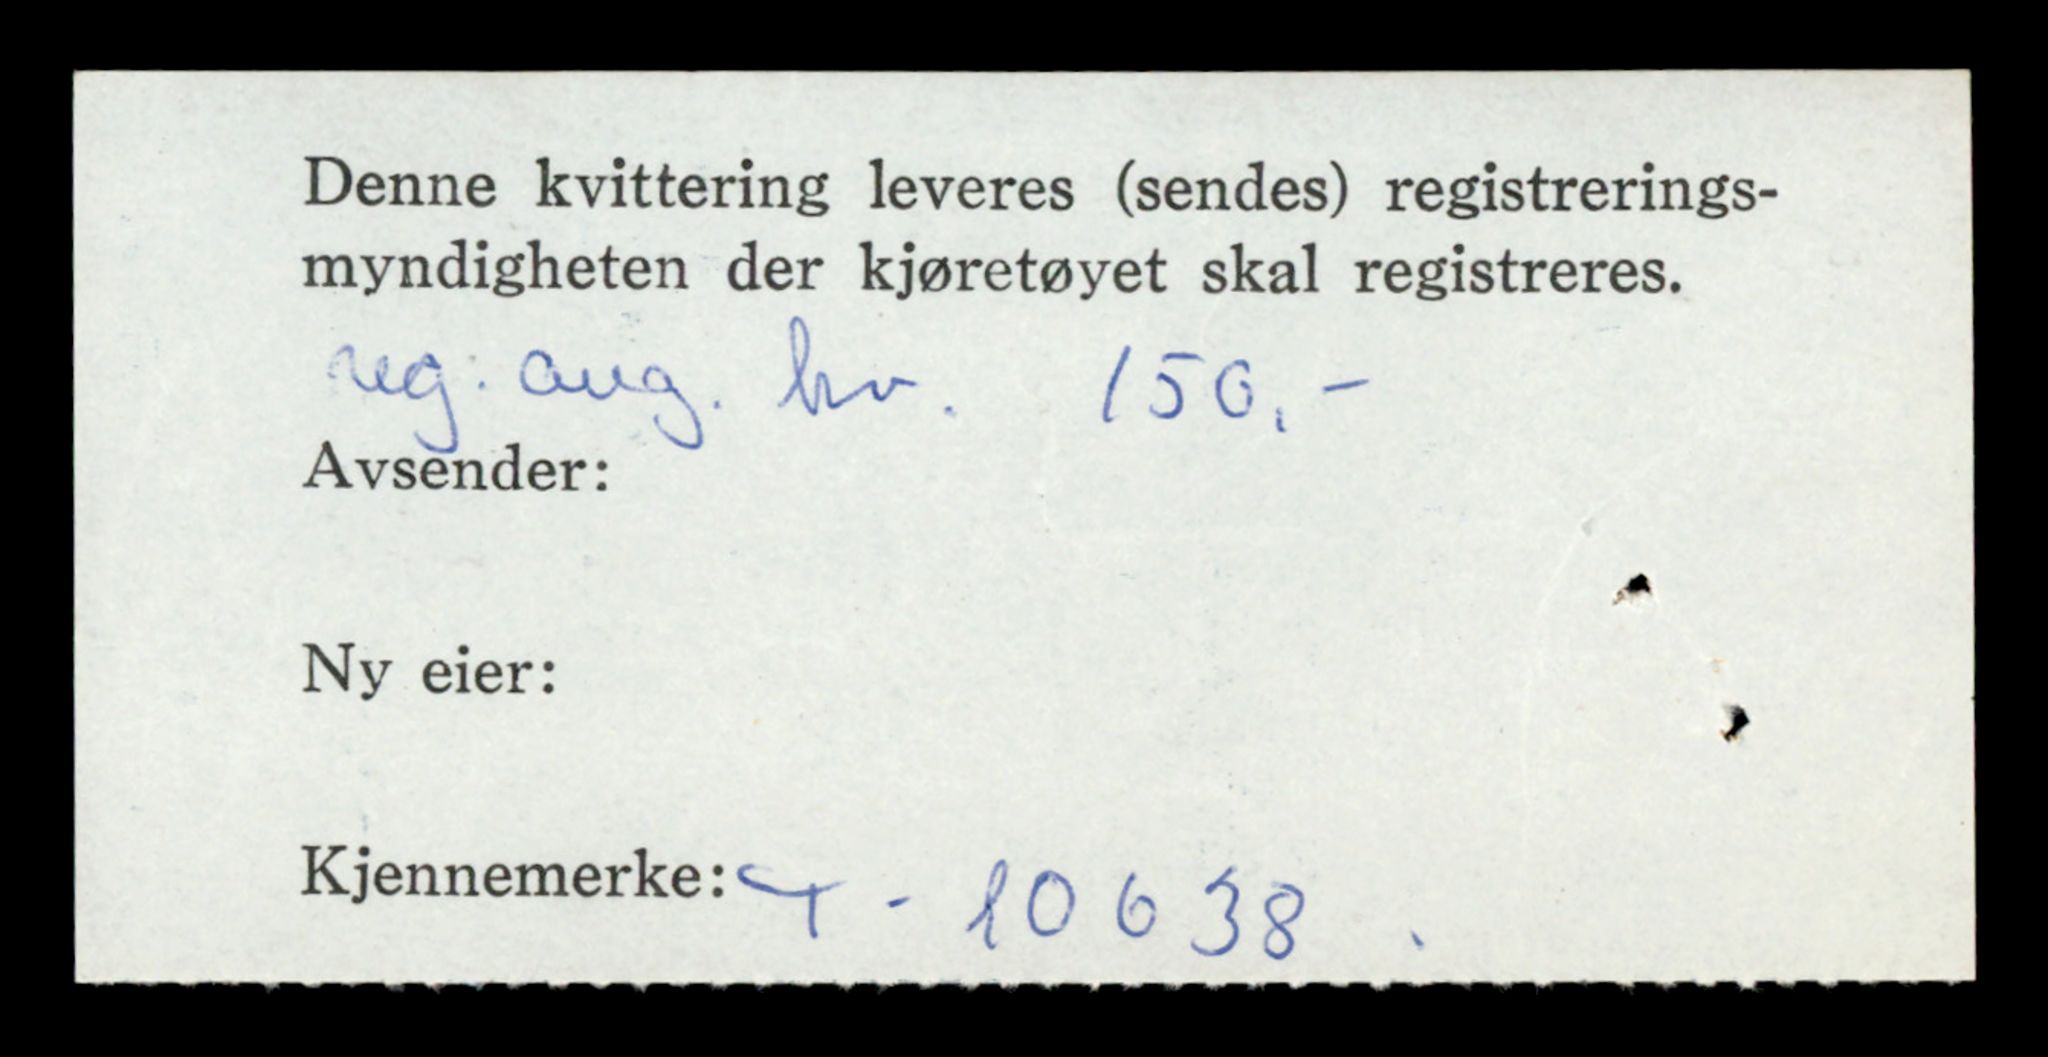 Denne kvittering leveres (sendes) registrerings-
myndigheten der kjøretøyet skal registreres.
reg. avg. kr. 150,-
Avsender:
Ny eier:
Kjennemerke: T - 10638.